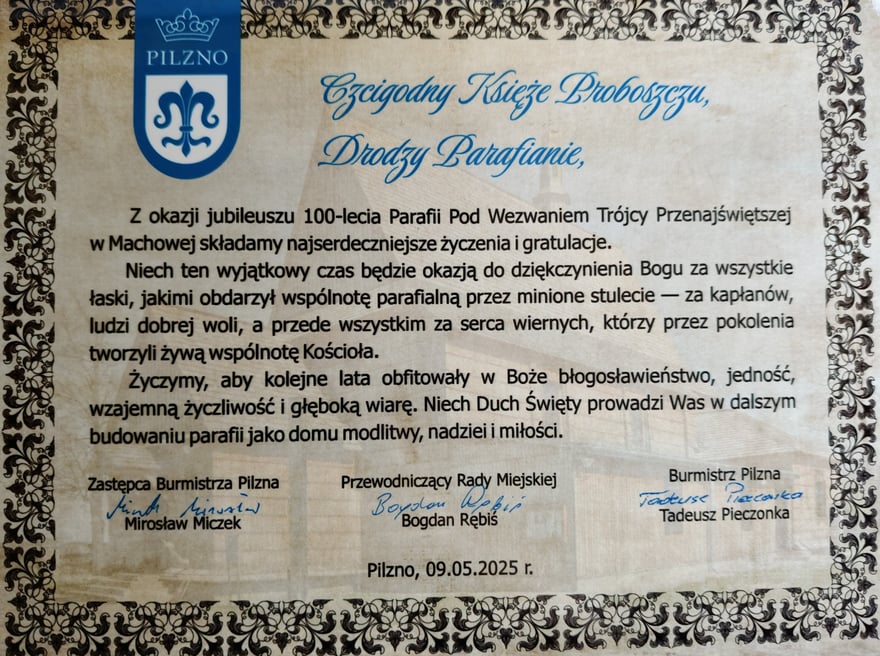 PILZNO
Czcigodny Księże Proboszczu,
Drodzy Parafianie,
Z okazji jubileuszu 100-lecia Parafii Pod Wezwaniem Trójcy Przenajświętszej
w Machowej składamy najserdeczniejsze życzenia i gratulacje.
Niech ten wyjątkowy czas będzie okazją do dziękczynienia Bogu za wszystkie
łaski, jakimi obdarzył wspólnotę parafialną przez minione stulecie — za kapłanów,
ludzi dobrej woli, a przede wszystkim za serca wiernych, którzy przez pokolenia
tworzyli żywą wspólnotę Kościoła.
Życzymy, aby kolejne lata obfitowały w Boże błogosławieństwo, jedność,
wzajemną życzliwość i głęboką wiarę. Niech Duch Święty prowadzi Was w dalszym
budowaniu parafii jako domu modlitwy, nadziei i miłości.
Zastępca Burmistrza Pilzna
Miczek Mirosław
Mirosław Miczek
Przewodniczący Rady Miejskiej
Bogdan Rębiś
Bogdan Rębiś
Burmistrz Pilzna
Tadeusz Pieczonka
Tadeusz Pieczonka
Pilzno, 09.05.2025 r.